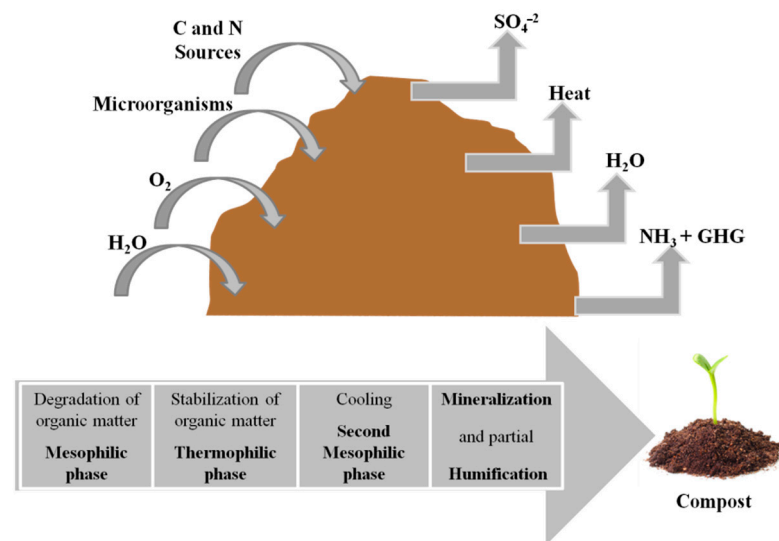 C and N
Sources
SO₄⁻²
Microorganisms
Heat
O₂
H₂O
H₂O
NH₃ + GHG
Degradation of
organic matter
Mesophilic
phase
Stabilization of
organic matter
Thermophilic
phase
Cooling
Second
Mesophilic
phase
Mineralization
and partial
Humification
Compost